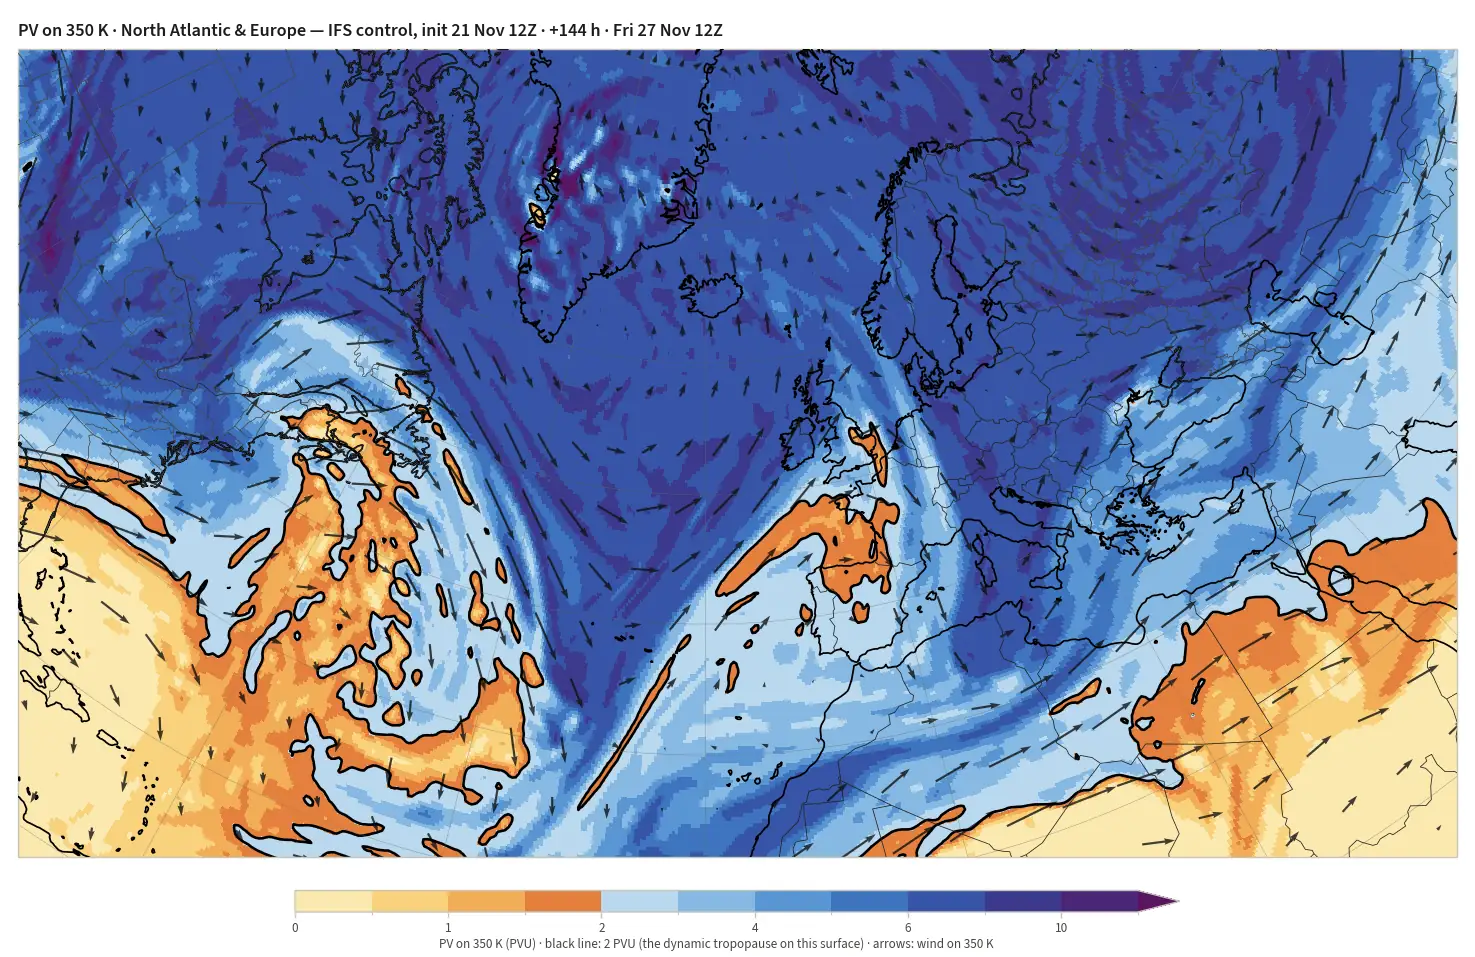 PV on 350 K · North Atlantic & Europe — IFS control, init 21 Nov 12Z · +144 h · Fri 27 Nov 12Z
0 1 2 4 6 10
PV on 350 K (PVU) · black line: 2 PVU (the dynamic tropopause on this surface) · arrows: wind on 350 K